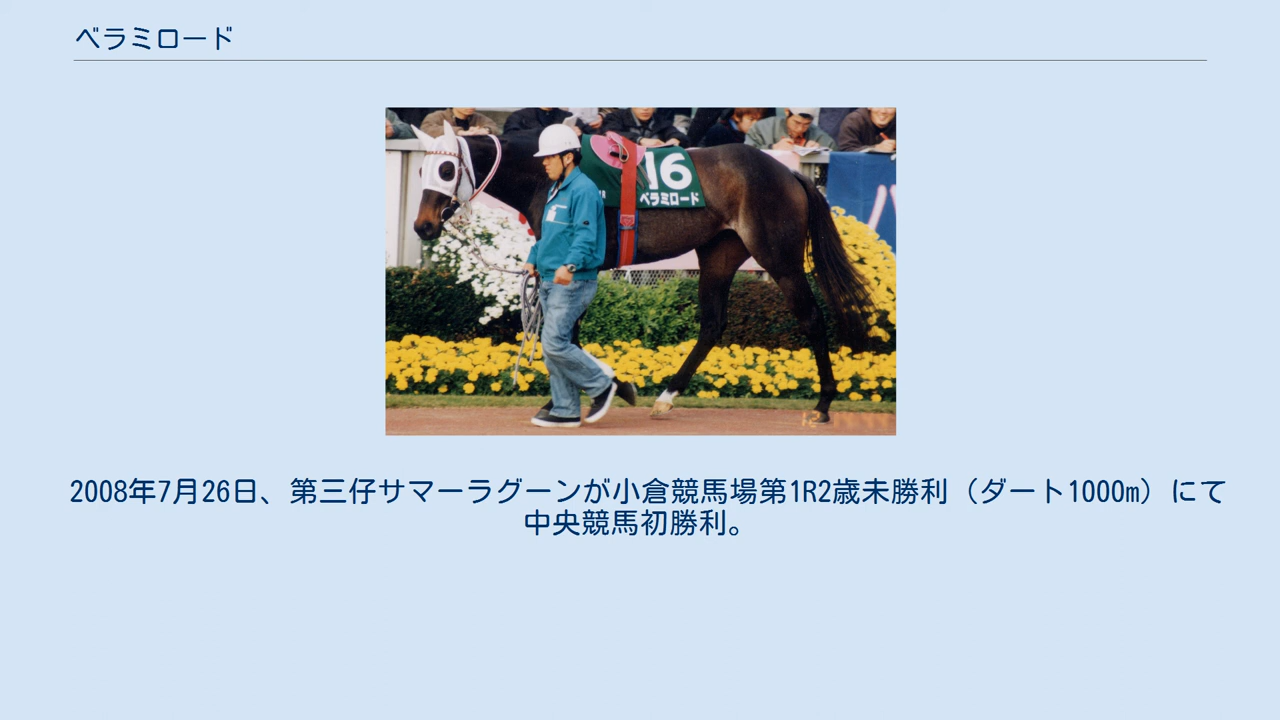 ベラミロード
16
ベラミロード
2008年7月26日、第三仔サマーラグーンが小倉競馬場第1R2歳未勝利（ダート1000m）にて
中央競馬初勝利。